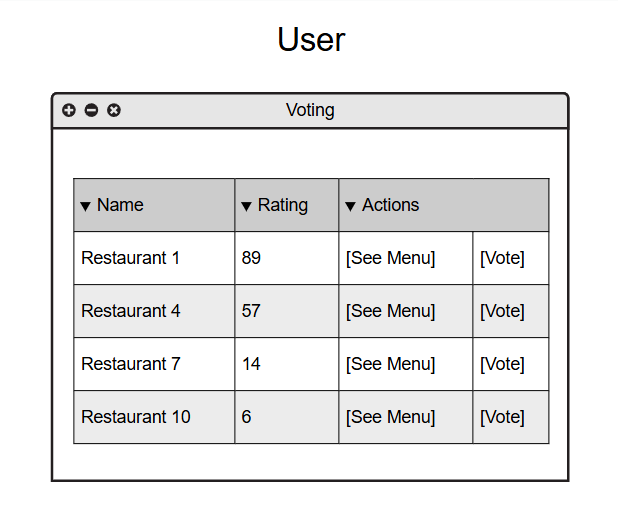 User
Voting
Name Rating Actions
Restaurant 1 89 [See Menu] [Vote]
Restaurant 4 57 [See Menu] [Vote]
Restaurant 7 14 [See Menu] [Vote]
Restaurant 10 6 [See Menu] [Vote]